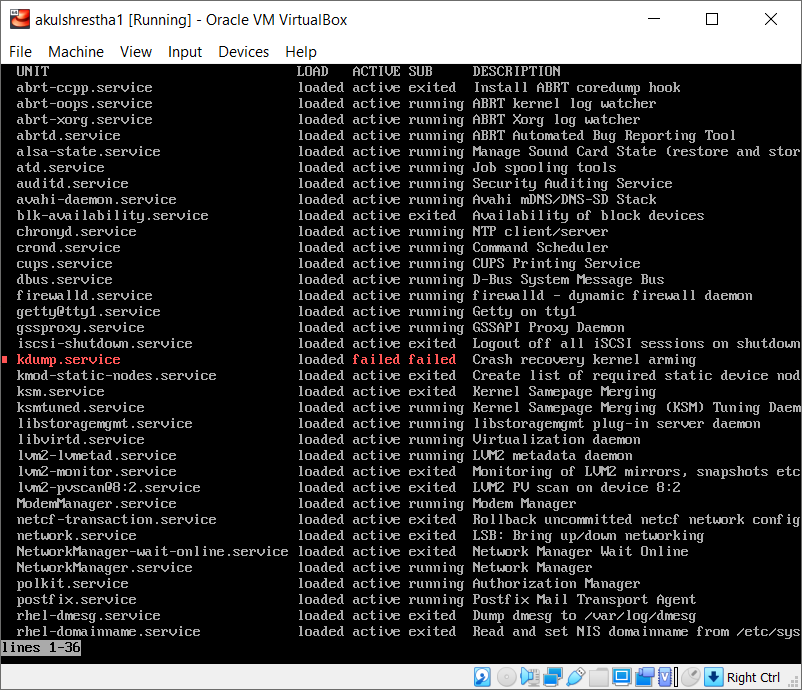 akulshrestha1 [Running] - Oracle VM VirtualBox
File Machine View Input Devices Help
UNIT LOAD ACTIVE SUB DESCRIPTION
abrt-ccpp.service loaded active exited Install ABRT coredump hook
abrt-oops.service loaded active running ABRT kernel log watcher
abrt-xorg.service loaded active running ABRT Xorg log watcher
abrtd.service loaded active running ABRT Automated Bug Reporting Tool
alsa-state.service loaded active running Manage Sound Card State (restore and stor
atd.service loaded active running Job spooling tools
auditd.service loaded active running Security Auditing Service
avahi-daemon.service loaded active running Avahi mDNS/DNS-SD Stack
blk-availability.service loaded active exited Availability of block devices
chronyd.service loaded active running NTP client/server
crond.service loaded active running Command Scheduler
cups.service loaded active running CUPS Printing Service
dbus.service loaded active running D-Bus System Message Bus
firewalld.service loaded active running firewalld - dynamic firewall daemon
getty@tty1.service loaded active running Getty on tty1
gssproxy.service loaded active running GSSAPI Proxy Daemon
iscsi-shutdown.service loaded active exited Logout off all iSCSI sessions on shutdown
kdump.service loaded failed failed Crash recovery kernel arming
kmod-static-nodes.service loaded active exited Create list of required static device nod
ksm.service loaded active exited Kernel Samepage Merging
ksmtuned.service loaded active running Kernel Samepage Merging (KSM) Tuning Daem
libstoragemgmt.service loaded active running libstoragemgmt plug-in server daemon
libvirtd.service loaded active running Virtualization daemon
lvm2-lvmetad.service loaded active running LVM2 metadata daemon
lvm2-monitor.service loaded active exited Monitoring of LVM2 mirrors, snapshots etc
lvm2-pvscan@8:2.service loaded active exited LVM2 PV scan on device 8:2
ModemManager.service loaded active running Modem Manager
netcf-transaction.service loaded active exited Rollback uncommitted netcf network config
network.service loaded active exited LSB: Bring up/down networking
NetworkManager-wait-online.service loaded active exited Network Manager Wait Online
NetworkManager.service loaded active running Network Manager
polkit.service loaded active running Authorization Manager
postfix.service loaded active running Postfix Mail Transport Agent
rhel-dmesg.service loaded active exited Dump dmesg to /var/log/dmesg
rhel-domainname.service loaded active exited Read and set NIS domainname from /etc/sys
lines 1-36
Right Ctrl